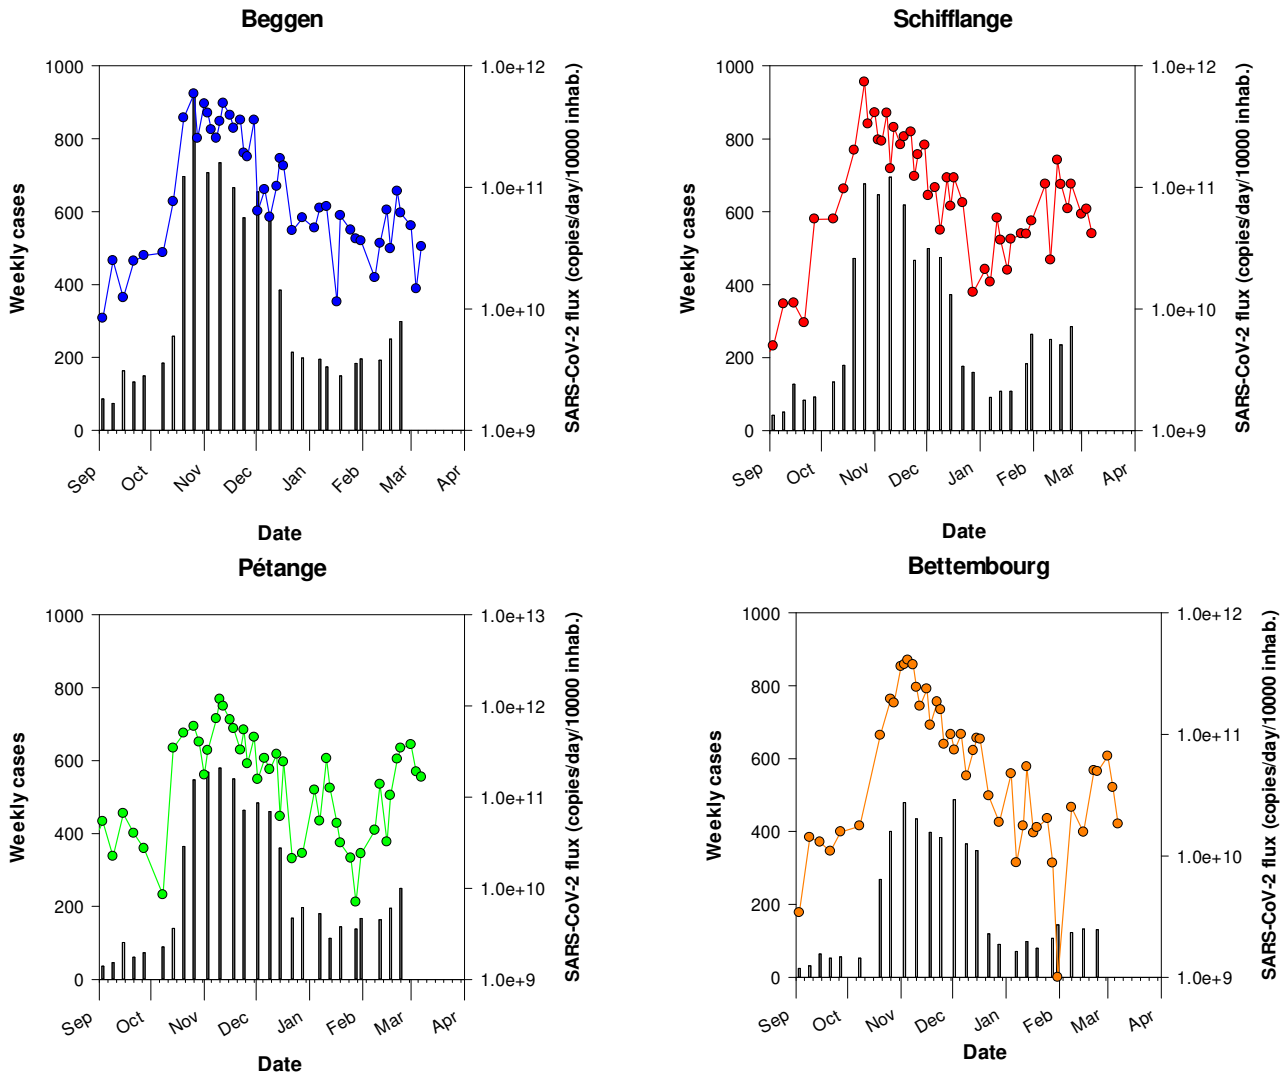 Beggen
1000
800
600
400
200
0
Weekly cases
1.0e+12
1.0e+11
1.0e+10
1.0e+9
SARS-CoV-2 flux (copies/day/10000 inhab.)
Sep Oct Nov Dec Jan Feb Mar Apr
Date
Schifflange
1000
800
600
400
200
0
Weekly cases
1.0e+12
1.0e+11
1.0e+10
1.0e+9
SARS-CoV-2 flux (copies/day/10000 inhab.)
Sep Oct Nov Dec Jan Feb Mar Apr
Date
Pétange
1000
800
600
400
200
0
Weekly cases
1.0e+13
1.0e+12
1.0e+11
1.0e+10
1.0e+9
SARS-CoV-2 flux (copies/day/10000 inhab.)
Sep Oct Nov Dec Jan Feb Mar Apr
Date
Bettembourg
1000
800
600
400
200
0
Weekly cases
1.0e+12
1.0e+11
1.0e+10
1.0e+9
SARS-CoV-2 flux (copies/day/10000 inhab.)
Sep Oct Nov Dec Jan Feb Mar Apr
Date